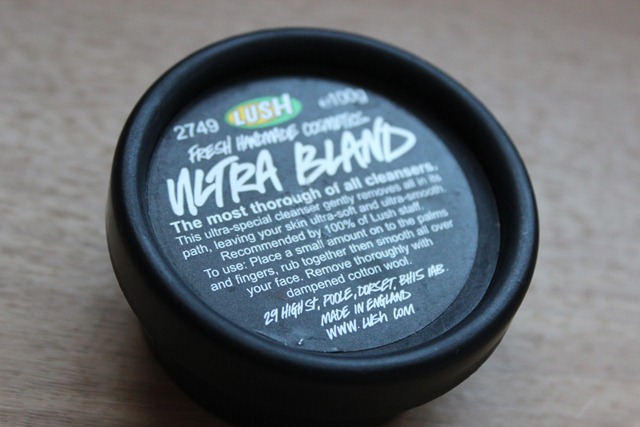 2749 LUSH e100g
FRESH HANDMADE COSMETICS
ULTRA BLAND
The most thorough of all cleansers.
This ultra-special cleanser gently removes all in its
path, leaving your skin ultra-soft and ultra-smooth.
Recommended by 100% of Lush staff.
To use: Place a small amount on to the palms
and fingers, rub together then smooth all over
your face. Remove thoroughly with
dampened cotton wool.
29 HIGH St, POOLE, DORSET, BH15 1AB.
MADE IN ENGLAND
WWW. LUSH COM